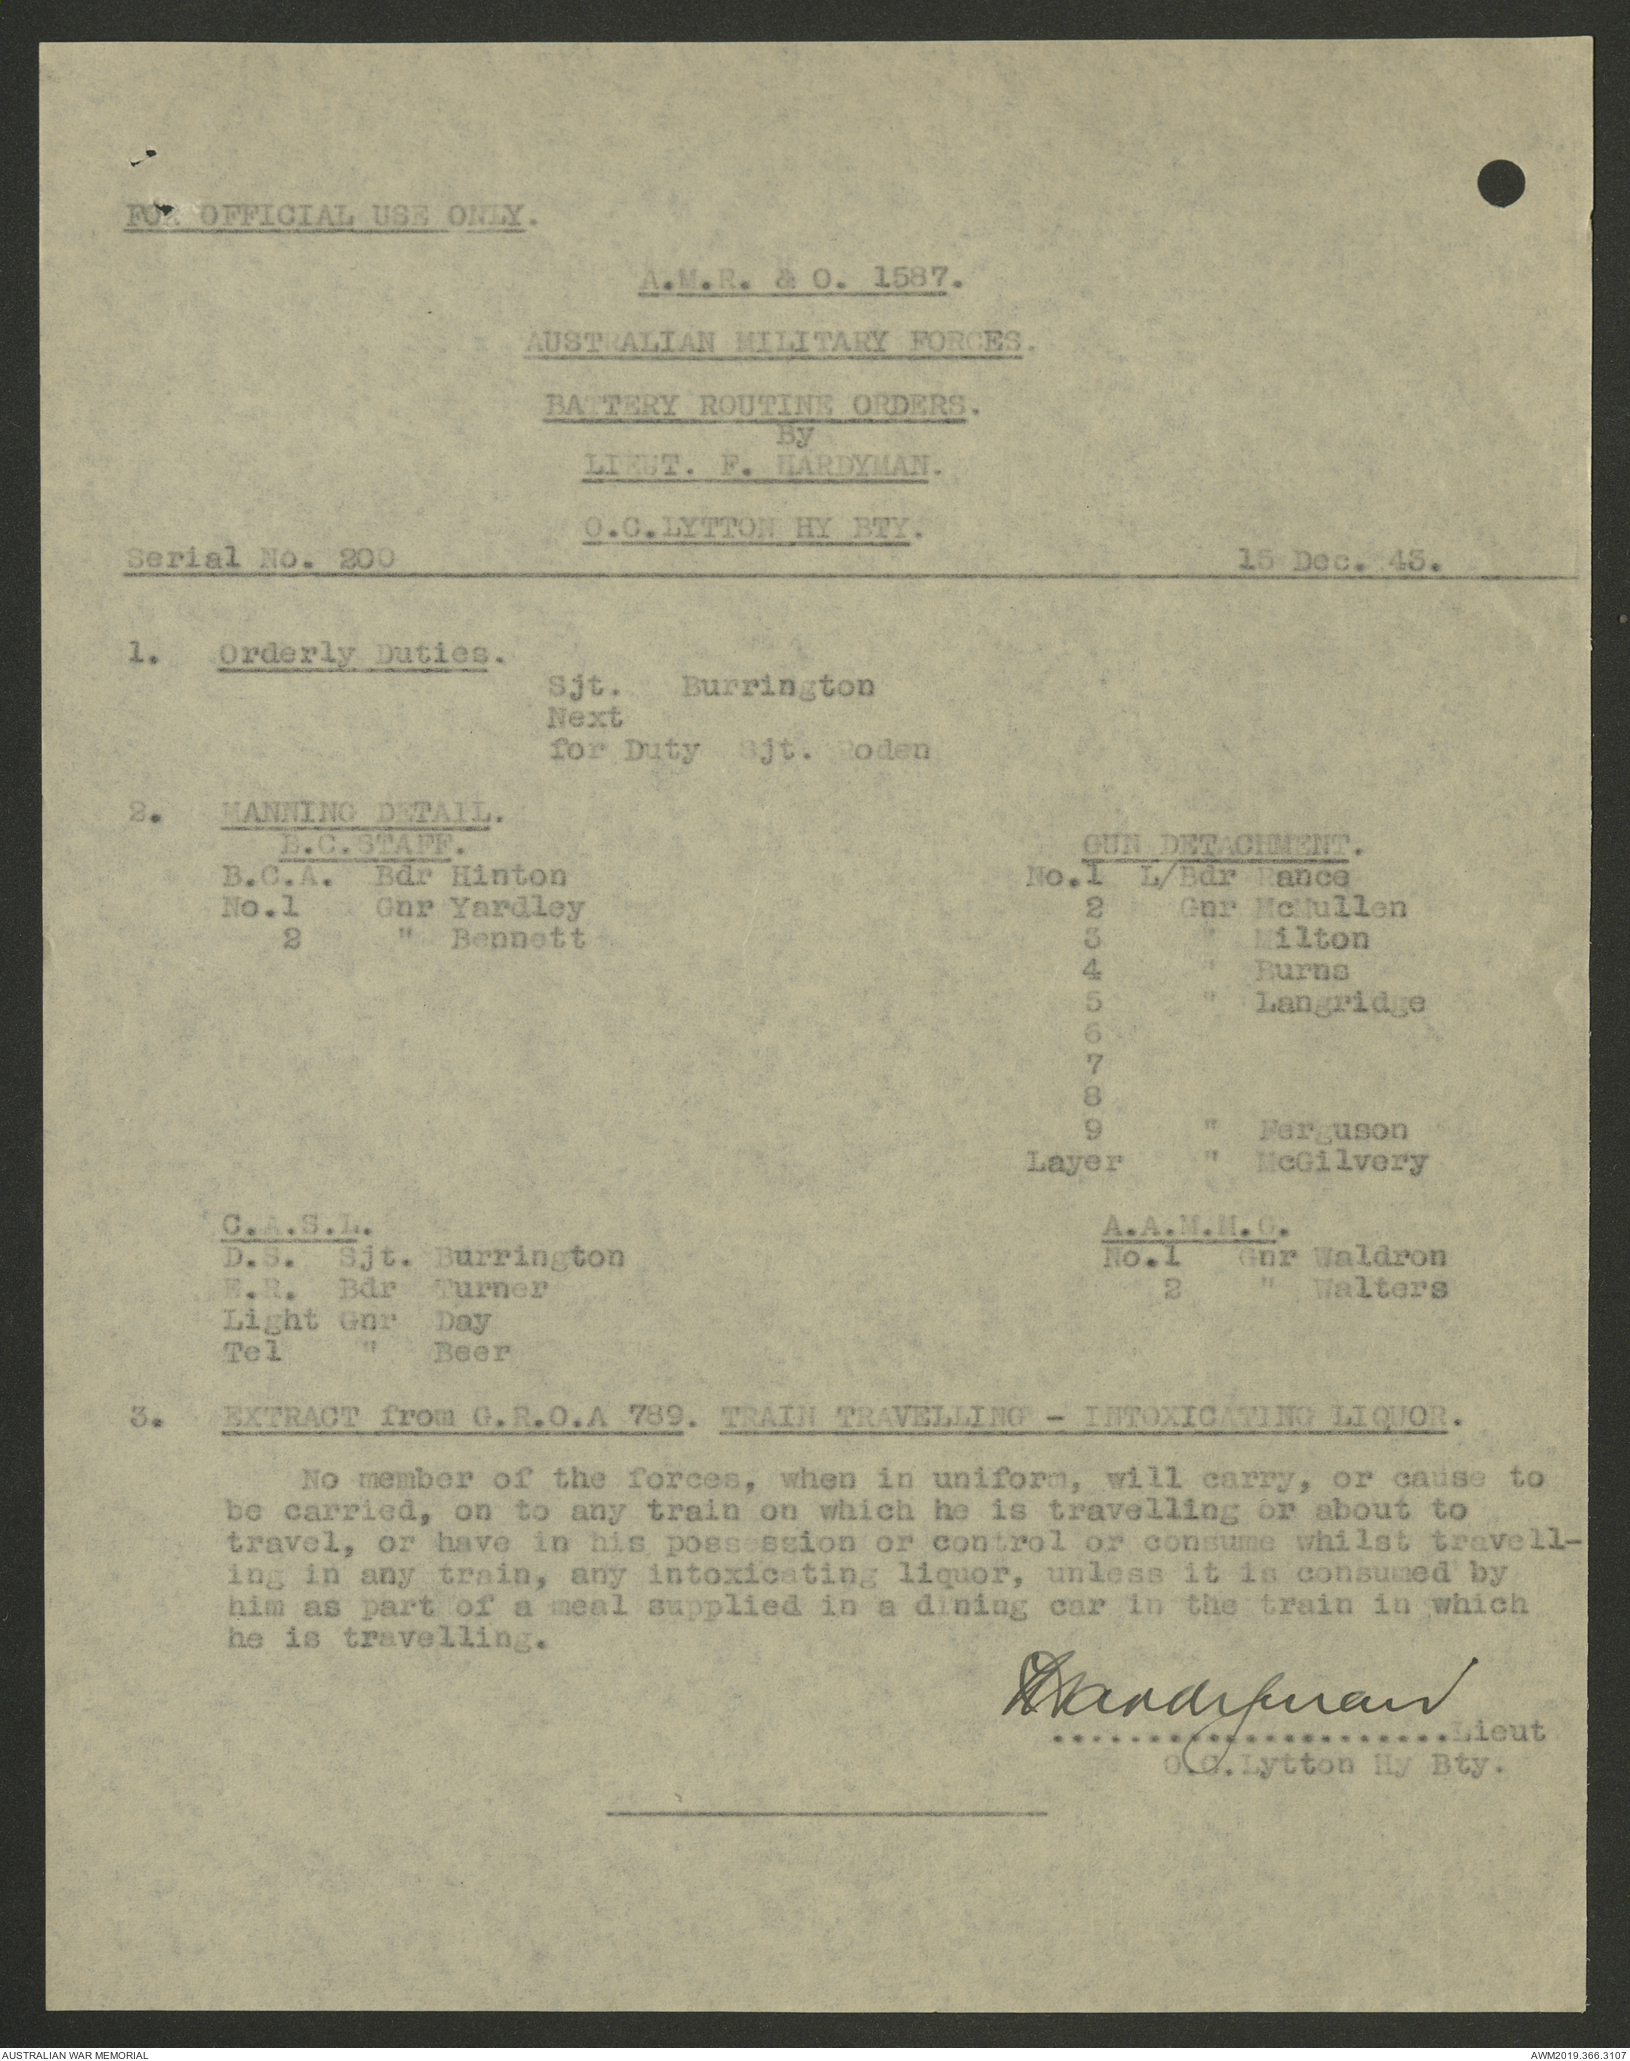 FOR OFFICIAL USE ONLY.
A.M.R. & O. 1587.
AUSTRALIAN MILITARY FORCES.
BATTERY ROUTINE ORDERS.
By
LIEUT. F. HARDYMAN.
O.C.LYTTON HY BTY.
Serial No. 200 15 Dec. 43.
1. Orderly Duties.
Sjt. Burrington
Next
for Duty Sjt. Roden
2. MANNING DETAIL.
B.C.STAFF.
B.C.A. Bdr Hinton
No.1 Gnr Yardley
2 " Bennett
GUN DETACHMENT.
No.1 L/Bdr Rance
2 Gnr McMullen
3 " Milton
4 " Burns
5 " Langridge
6
7
8
9 " Ferguson
Layer " McGilvery
C.A.S.L.
D.S. Sjt. Burrington
E.R. Bdr Turner
Light Gnr Day
Tel " Beer
A.A.M.M.G.
No.1 Gnr Waldron
2 " Walters
3. EXTRACT from G.R.O.A 789. TRAIN TRAVELLING - INTOXICATING LIQUOR.
No member of the forces, when in uniform, will carry, or cause to
be carried, on to any train on which he is travelling or about to
travel, or have in his possession or control or consume whilst travell-
ing in any train, any intoxicating liquor, unless it is consumed by
him as part of a meal supplied in a dining car in the train in which
he is travelling.
FHardyman
.....................Lieut
O.C.Lytton Hy Bty.
AUSTRALIAN WAR MEMORIAL AWM2019.366.3107